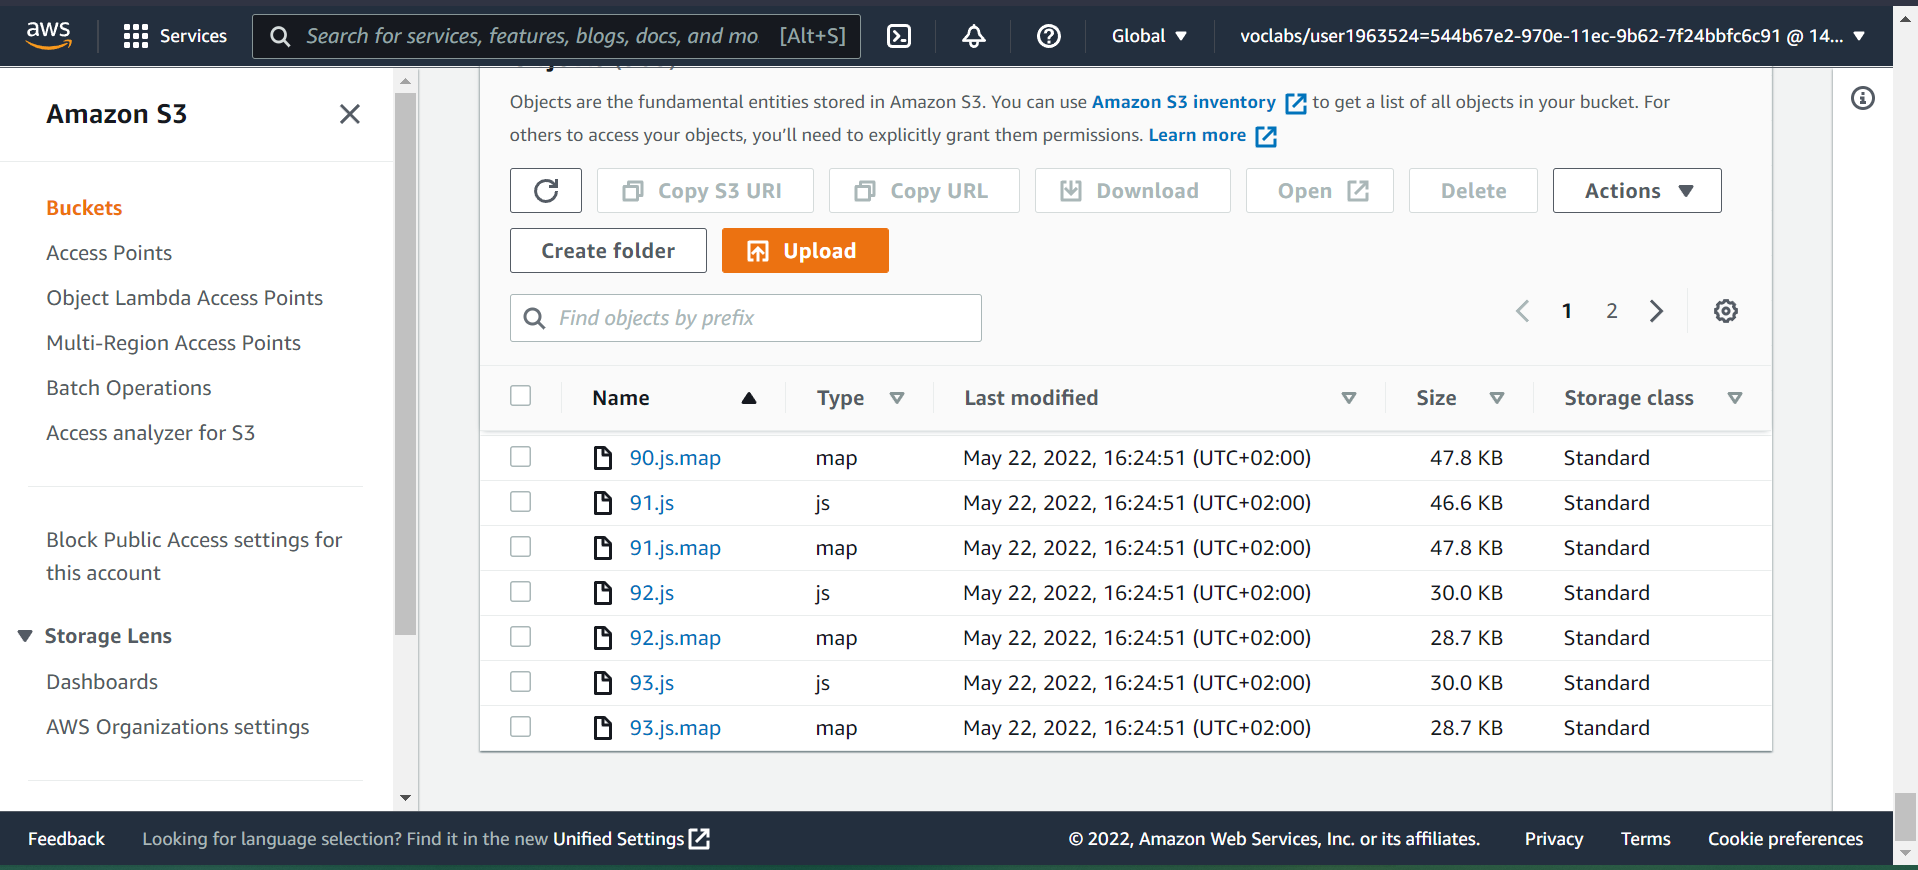 aws
Services
Search for services, features, blogs, docs, and mo [Alt+S]
Global
voclabs/user1963524=544b67e2-970e-11ec-9b62-7f24bbfc6c91 @ 14...
Amazon S3
Buckets
Access Points
Object Lambda Access Points
Multi-Region Access Points
Batch Operations
Access analyzer for S3
Block Public Access settings for
this account
Storage Lens
Dashboards
AWS Organizations settings
Objects are the fundamental entities stored in Amazon S3. You can use Amazon S3 inventory to get a list of all objects in your bucket. For
others to access your objects, you’ll need to explicitly grant them permissions. Learn more
Copy S3 URI
Copy URL
Download
Open
Delete
Actions
Create folder
Upload
Find objects by prefix
1 2
Name Type Last modified Size Storage class
90.js.map map May 22, 2022, 16:24:51 (UTC+02:00) 47.8 KB Standard
91.js js May 22, 2022, 16:24:51 (UTC+02:00) 46.6 KB Standard
91.js.map map May 22, 2022, 16:24:51 (UTC+02:00) 47.8 KB Standard
92.js js May 22, 2022, 16:24:51 (UTC+02:00) 30.0 KB Standard
92.js.map map May 22, 2022, 16:24:51 (UTC+02:00) 28.7 KB Standard
93.js js May 22, 2022, 16:24:51 (UTC+02:00) 30.0 KB Standard
93.js.map map May 22, 2022, 16:24:51 (UTC+02:00) 28.7 KB Standard
Feedback
Looking for language selection? Find it in the new Unified Settings
© 2022, Amazon Web Services, Inc. or its affiliates.
Privacy
Terms
Cookie preferences